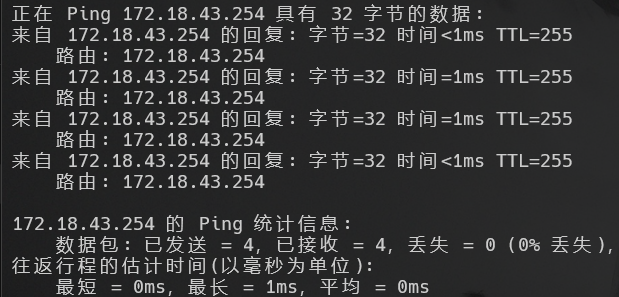 正在 Ping 172.18.43.254 具有 32 字节的数据:
来自 172.18.43.254 的回复: 字节=32 时间<1ms TTL=255
    路由: 172.18.43.254
来自 172.18.43.254 的回复: 字节=32 时间=1ms TTL=255
    路由: 172.18.43.254
来自 172.18.43.254 的回复: 字节=32 时间=1ms TTL=255
    路由: 172.18.43.254
来自 172.18.43.254 的回复: 字节=32 时间<1ms TTL=255
    路由: 172.18.43.254
172.18.43.254 的 Ping 统计信息:
    数据包: 已发送 = 4, 已接收 = 4, 丢失 = 0 (0% 丢失),
往返行程的估计时间(以毫秒为单位):
    最短 = 0ms, 最长 = 1ms, 平均 = 0ms